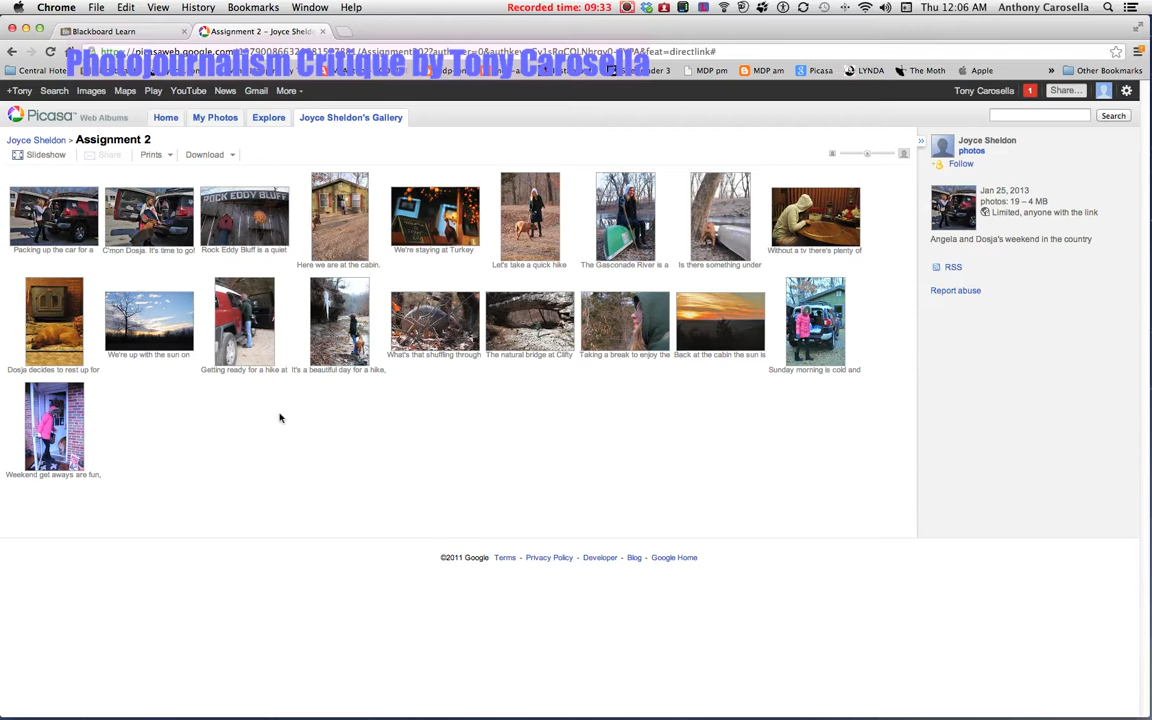 Chrome File Edit View History Bookmarks Window Help Recorded time: 09:33 Thu 12:06 AM Anthony Carosella
Blackboard Learn Assignment 2 – Joyce Sheldon
Photojournalism Critique by Tony Carosella
Central Hote MDP pm MDP am Picasa LYNDA The Moth Apple » Other Bookmarks
+Tony Search Images Maps Play YouTube News Gmail More Tony Carosella 1 Share...
Picasa™ Web Albums Home My Photos Explore Joyce Sheldon's Gallery Search
Joyce Sheldon > Assignment 2
Slideshow Share Prints Download
Packing up the car for a
C'mon Dosja. It's time to go!
ROCK EDDY BLUFF
Rock Eddy Bluff is a quiet
Here we are at the cabin.
We're staying at Turkey
Let's take a quick hike
The Gasconade River is a
Is there something under
Without a tv there's plenty of
Dosja decides to rest up for
We're up with the sun on
Getting ready for a hike at
It's a beautiful day for a hike,
What's that shuffling through
The natural bridge at Clifty
Taking a break to enjoy the
Back at the cabin the sun is
Sunday morning is cold and
Weekend get aways are fun,
Joyce Sheldon
photos
Follow
Jan 25, 2013
photos: 19 – 4 MB
Limited, anyone with the link
Angela and Dosja's weekend in the country
RSS
Report abuse
©2011 Google Terms - Privacy Policy - Developer - Blog - Google Home